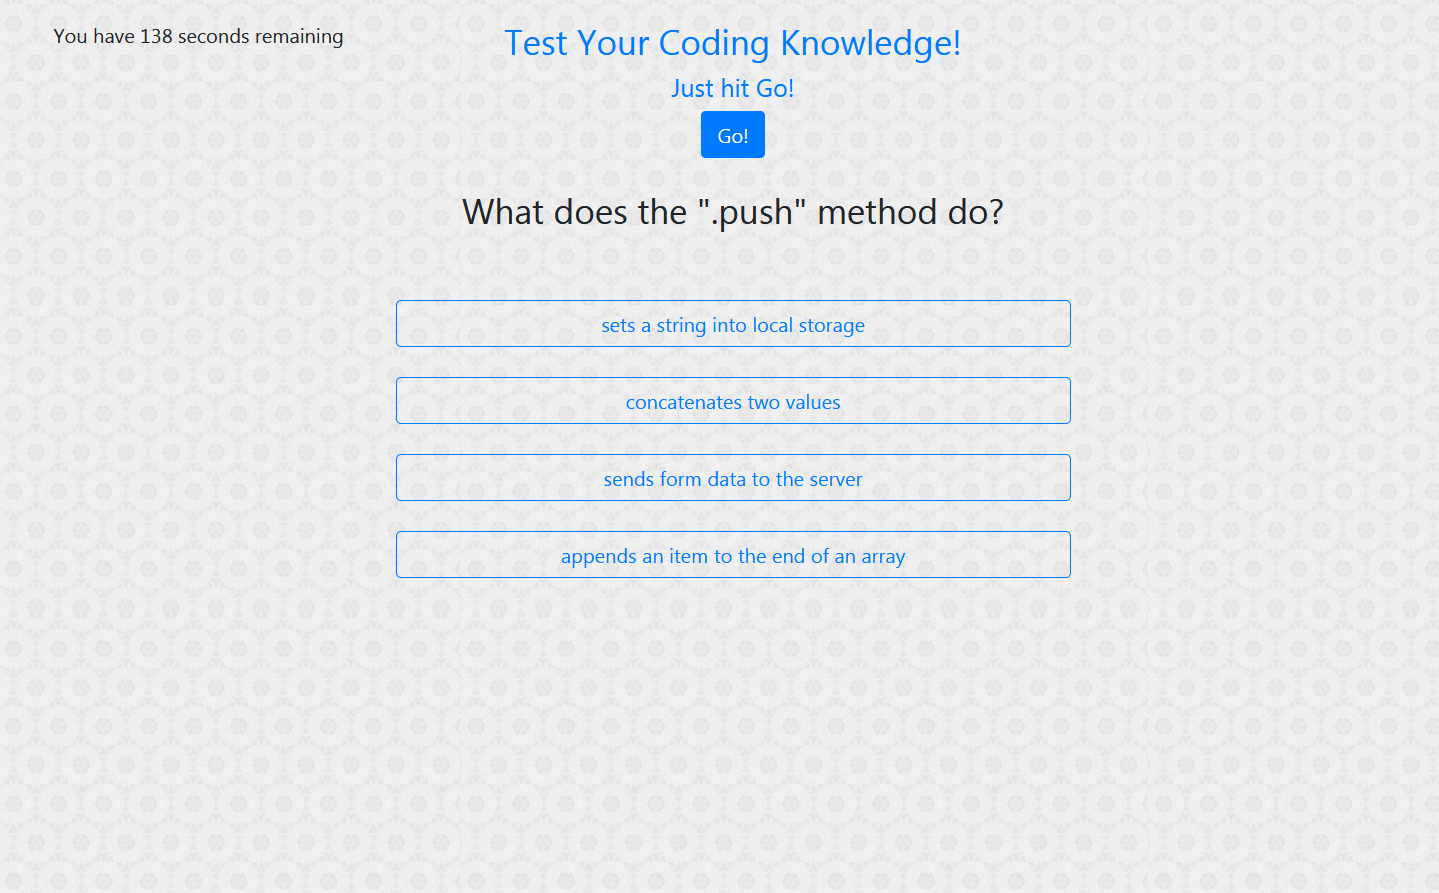 You have 138 seconds remaining
Test Your Coding Knowledge!
Just hit Go!
Go!
What does the ".push" method do?
sets a string into local storage
concatenates two values
sends form data to the server
appends an item to the end of an array